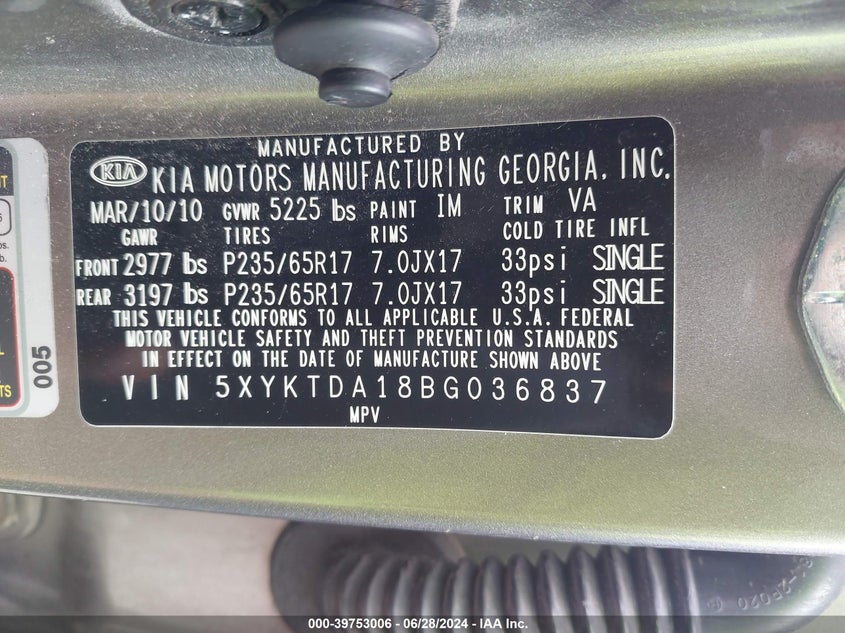 MANUFACTURED BY
KIA KIA MOTORS MANUFACTURING GEORGIA, INC.
MAR/10/10 GVWR 5225 lbs PAINT IM TRIM VA
GAWR TIRES RIMS COLD TIRE INFL
FRONT 2977 lbs P235/65R17 7.0JX17 33psi SINGLE
REAR 3197 lbs P235/65R17 7.0JX17 33psi SINGLE
THIS VEHICLE CONFORMS TO ALL APPLICABLE U.S.A. FEDERAL
MOTOR VEHICLE SAFETY AND THEFT PREVENTION STANDARDS
IN EFFECT ON THE DATE OF MANUFACTURE SHOWN ABOVE
VIN 5XYKTDA18BG036837
MPV
005
-2P020
000-39753006 / 06/28/2024 - IAA Inc.